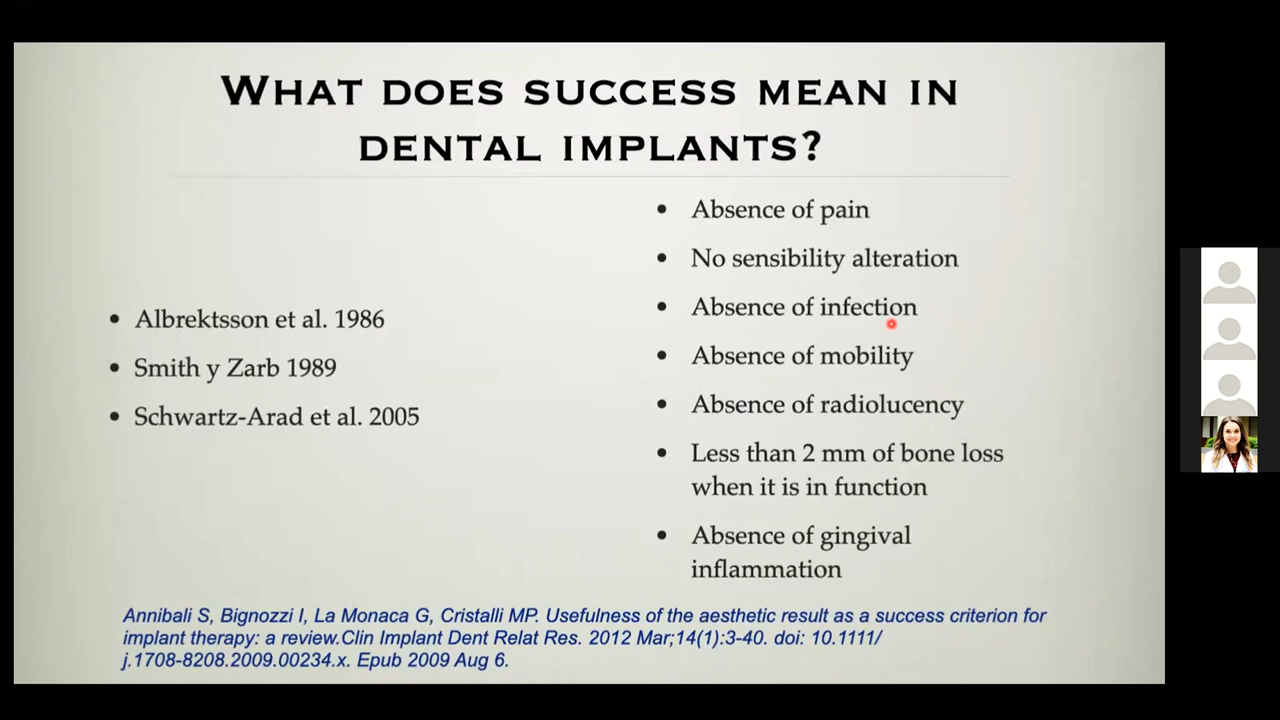 WHAT DOES SUCCESS MEAN IN
DENTAL IMPLANTS?
• Albrektsson et al. 1986
• Smith y Zarb 1989
• Schwartz-Arad et al. 2005
• Absence of pain
• No sensibility alteration
• Absence of infection
• Absence of mobility
• Absence of radiolucency
• Less than 2 mm of bone loss
when it is in function
• Absence of gingival
inflammation
Annibali S, Bignozzi I, La Monaca G, Cristalli MP. Usefulness of the aesthetic result as a success criterion for
implant therapy: a review.Clin Implant Dent Relat Res. 2012 Mar;14(1):3-40. doi: 10.1111/
j.1708-8208.2009.00234.x. Epub 2009 Aug 6.